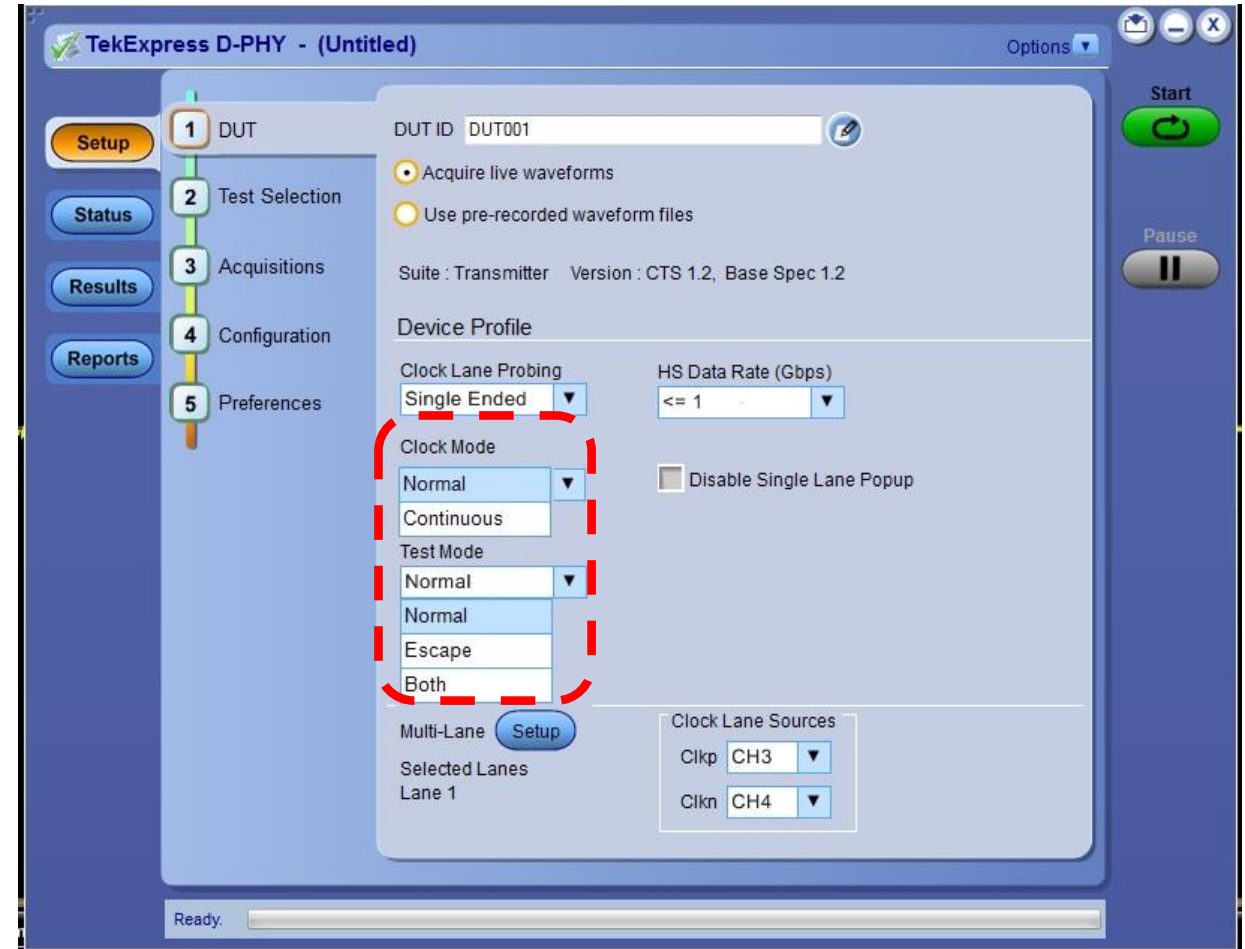 TekExpress D-PHY - (Untitled)
Options
X
Start
Pause
Setup
Status
Results
Reports
1 DUT
2 Test Selection
3 Acquisitions
4 Configuration
5 Preferences
DUT ID DUT001
Acquire live waveforms
Use pre-recorded waveform files
Suite : Transmitter Version : CTS 1.2, Base Spec 1.2
Device Profile
Clock Lane Probing HS Data Rate (Gbps)
Single Ended <= 1
Clock Mode
Normal Disable Single Lane Popup
Continuous
Test Mode
Normal
Normal
Escape
Both
Multi-Lane Setup
Selected Lanes
Lane 1
Clock Lane Sources
Clkp CH3
Clkn CH4
Ready.